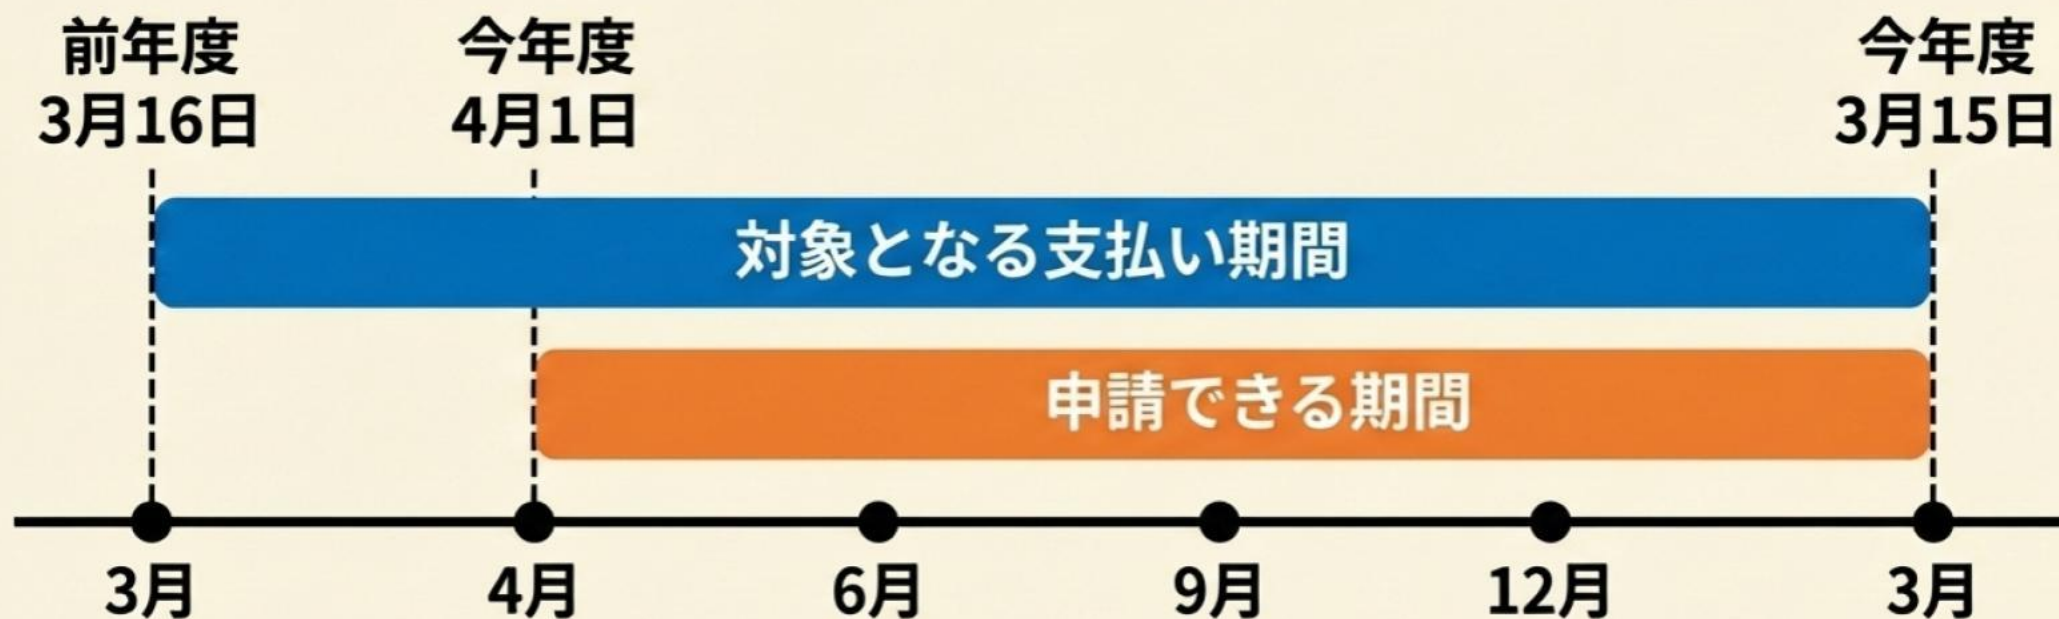 前年度
3月16日
今年度
4月1日
今年度
3月15日
対象となる支払い期間
申請できる期間
3月
4月
6月
9月
12月
3月